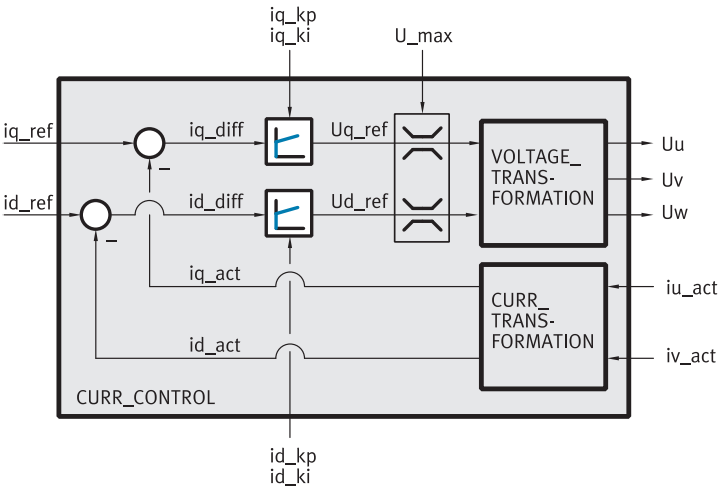 iq_kp
iq_ki
U_max
iq_ref
iq_diff
Uq_ref
VOLTAGE_
TRANS-
FORMATION
Uu
Uv
Uw
id_ref
id_diff
Ud_ref
iq_act
CURR_
TRANS-
FORMATION
iu_act
id_act
iv_act
CURR_CONTROL
id_kp
id_ki